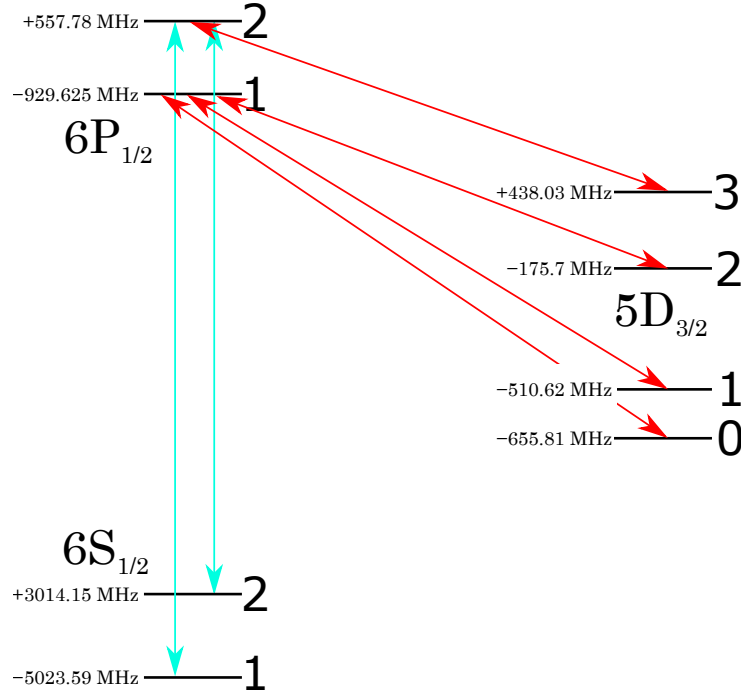 +557.78 MHz 2
−929.625 MHz 1
6P1/2
+438.03 MHz 3
−175.7 MHz 2
5D3/2
−510.62 MHz 1
−655.81 MHz 0
6S1/2
+3014.15 MHz 2
−5023.59 MHz 1